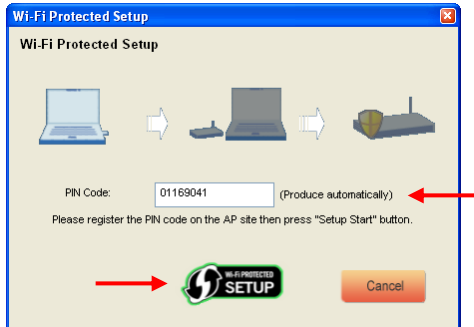 Wi-Fi Protected Setup
Wi-Fi Protected Setup
PIN Code: 01169041 (Produce automatically)
Please register the PIN code on the AP site then press "Setup Start" button.
Wi-Fi PROTECTED
SETUP
Cancel